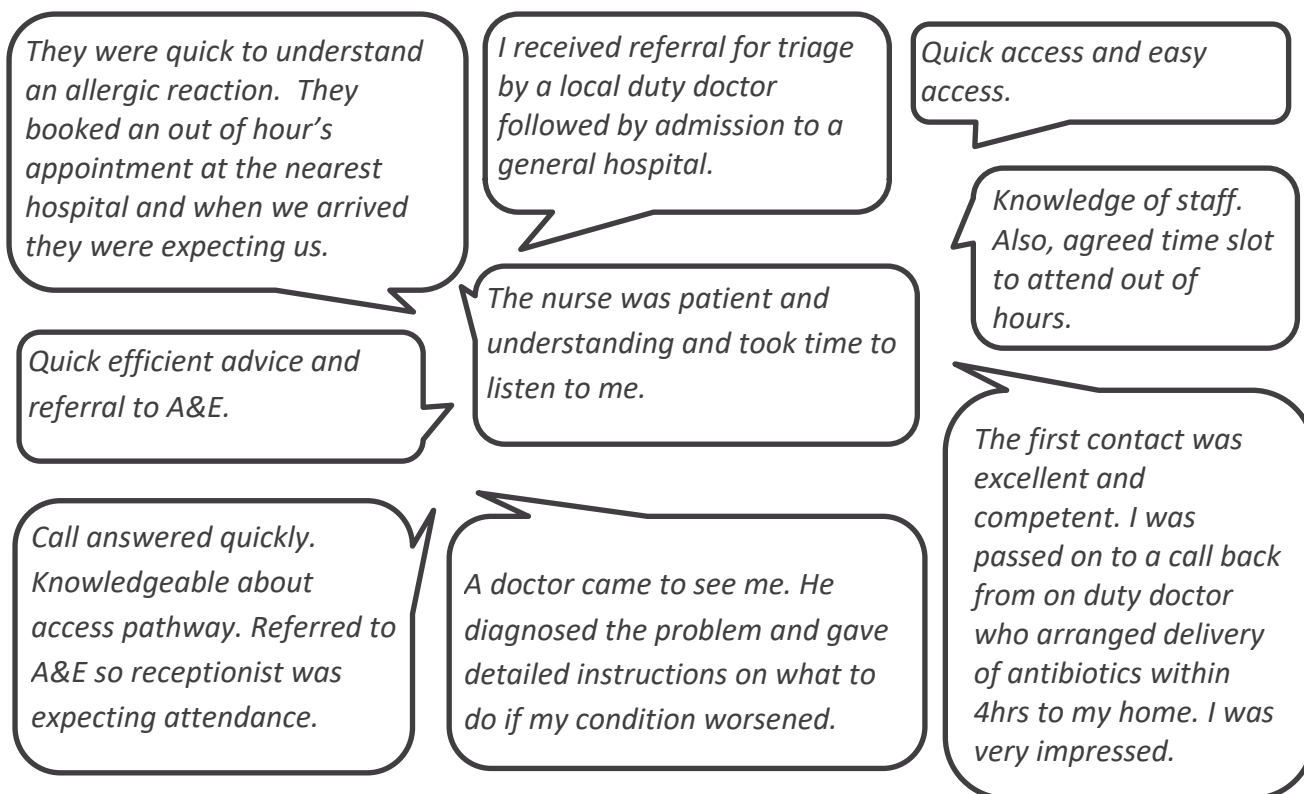 They were quick to understand
an allergic reaction.  They
booked an out of hour's
appointment at the nearest
hospital and when we arrived
they were expecting us.
I received referral for triage
by a local duty doctor
followed by admission to a
general hospital.
Quick access and easy
access.
Knowledge of staff.
Also, agreed time slot
to attend out of
hours.
The nurse was patient and
understanding and took time to
listen to me.
Quick efficient advice and
referral to A&E.
The first contact was
excellent and
competent. I was
passed on to a call back
from on duty doctor
who arranged delivery
of antibiotics within
4hrs to my home. I was
very impressed.
Call answered quickly.
Knowledgeable about
access pathway. Referred to
A&E so receptionist was
expecting attendance.
A doctor came to see me. He
diagnosed the problem and gave
detailed instructions on what to
do if my condition worsened.